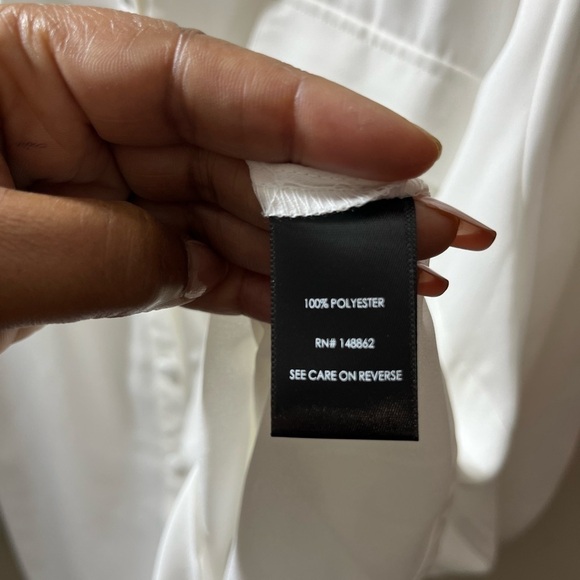 100% POLYESTER
RN# 148862
SEE CARE ON REVERSE